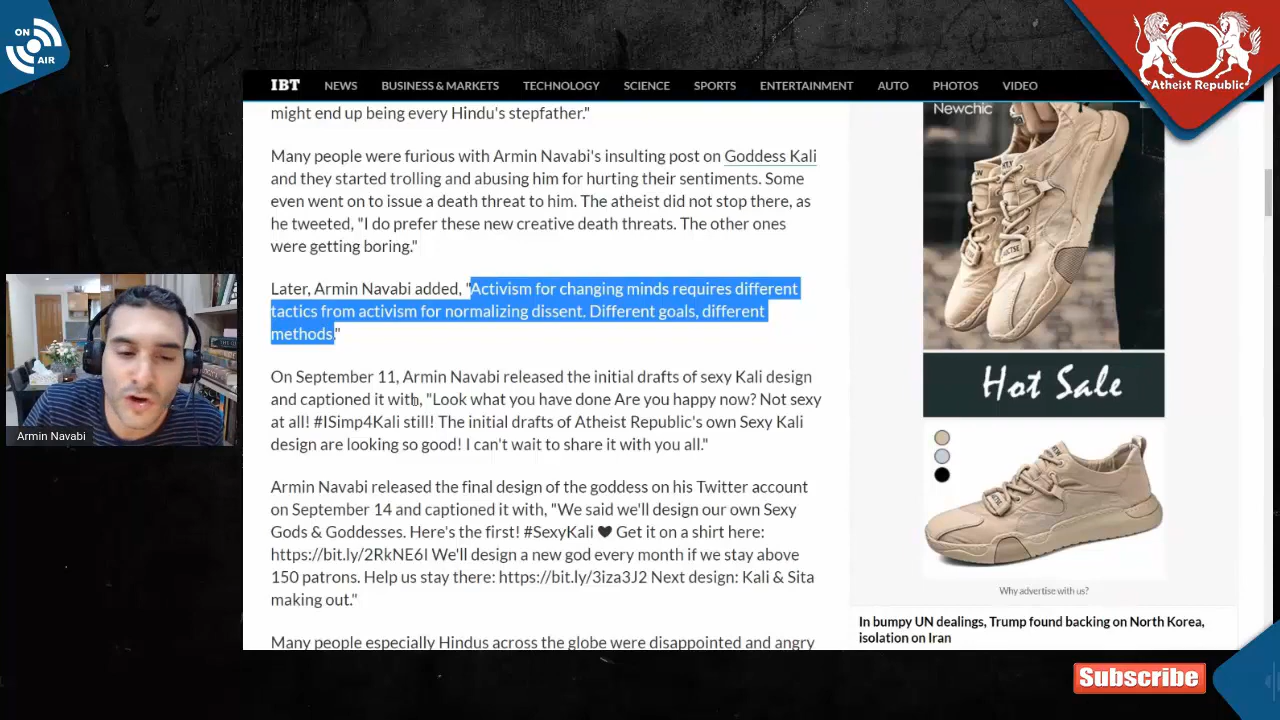 ON
AIR
IBT NEWS BUSINESS & MARKETS TECHNOLOGY SCIENCE SPORTS ENTERTAINMENT AUTO PHOTOS VIDEO
Atheist Republic
might end up being every Hindu's stepfather."
Many people were furious with Armin Navabi's insulting post on Goddess Kali
and they started trolling and abusing him for hurting their sentiments. Some
even went on to issue a death threat to him. The atheist did not stop there, as
he tweeted, "I do prefer these new creative death threats. The other ones
were getting boring."
Later, Armin Navabi added, "Activism for changing minds requires different
tactics from activism for normalizing dissent. Different goals, different
methods."
On September 11, Armin Navabi released the initial drafts of sexy Kali design
and captioned it with, "Look what you have done Are you happy now? Not sexy
at all! #ISimp4Kali still! The initial drafts of Atheist Republic's own Sexy Kali
design are looking so good! I can't wait to share it with you all."
Armin Navabi released the final design of the goddess on his Twitter account
on September 14 and captioned it with, "We said we'll design our own Sexy
Gods & Goddesses. Here's the first! #SexyKali ❤ Get it on a shirt here:
https://bit.ly/2RkNE6I We'll design a new god every month if we stay above
150 patrons. Help us stay there: https://bit.ly/3iza3J2 Next design: Kali & Sita
making out."
Many people especially Hindus across the globe were disappointed and angry
Newchic
Hot Sale
Why advertise with us?
In bumpy UN dealings, Trump found backing on North Korea,
isolation on Iran
Armin Navabi
Subscribe